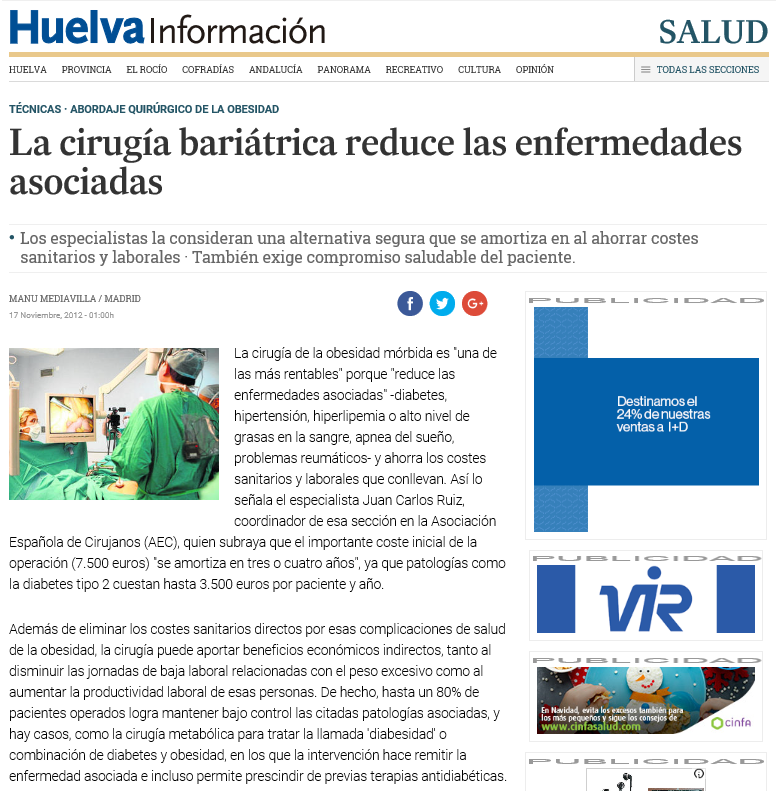 Huelva Información
SALUD
HUELVA PROVINCIA EL ROCÍO COFRADÍAS ANDALUCÍA PANORAMA RECREATIVO CULTURA OPINIÓN
TODAS LAS SECCIONES
TÉCNICAS · ABORDAJE QUIRÚRGICO DE LA OBESIDAD
La cirugía bariátrica reduce las enfermedades
asociadas
• Los especialistas la consideran una alternativa segura que se amortiza en al ahorrar costes
sanitarios y laborales · También exige compromiso saludable del paciente.
MANU MEDIAVILLA / MADRID
17 Noviembre, 2012 - 01:00h
f
G+
La cirugía de la obesidad mórbida es "una de
las más rentables" porque "reduce las
enfermedades asociadas" -diabetes,
hipertensión, hiperlipemia o alto nivel de
grasas en la sangre, apnea del sueño,
problemas reumáticos- y ahorra los costes
sanitarios y laborales que conllevan. Así lo
señala el especialista Juan Carlos Ruiz,
coordinador de esa sección en la Asociación
Española de Cirujanos (AEC), quien subraya que el importante coste inicial de la
operación (7.500 euros) "se amortiza en tres o cuatro años", ya que patologías como
la diabetes tipo 2 cuestan hasta 3.500 euros por paciente y año.
Además de eliminar los costes sanitarios directos por esas complicaciones de salud
de la obesidad, la cirugía puede aportar beneficios económicos indirectos, tanto al
disminuir las jornadas de baja laboral relacionadas con el peso excesivo como al
aumentar la productividad laboral de esas personas. De hecho, hasta un 80% de
pacientes operados logra mantener bajo control las citadas patologías asociadas, y
hay casos, como la cirugía metabólica para tratar la llamada 'diabesidad' o
combinación de diabetes y obesidad, en los que la intervención hace remitir la
enfermedad asociada e incluso permite prescindir de previas terapias antidiabéticas.
PUBLICIDAD
Destinamos el
24% de nuestras
ventas a I+D
PUBLICIDAD
VIR
PUBLICIDAD
En Navidad, evita los excesos también para
los más pequeños y sigue los consejos de
www.cinfasalud.com
cinfa
PUBLICIDAD